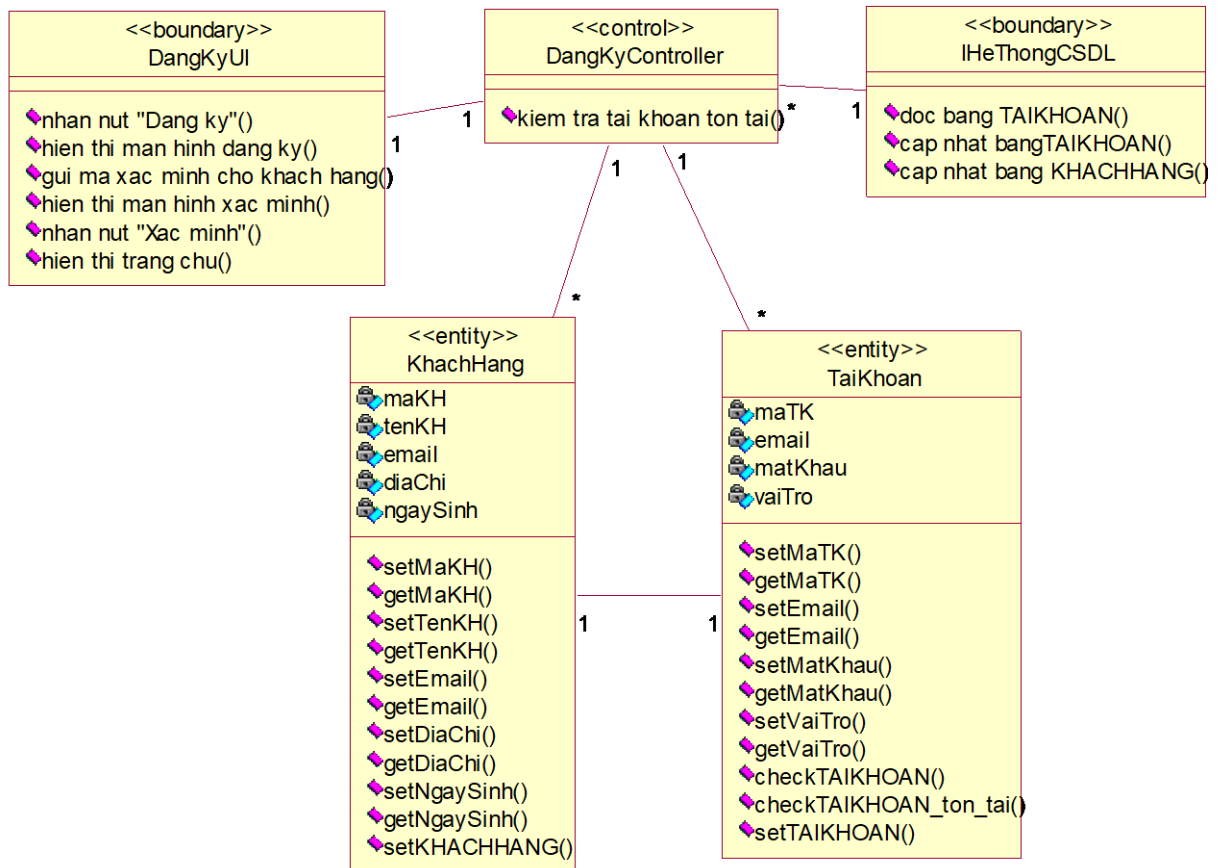 <<boundary>>
DangKyUI
nhan nut "Dang ky"()
hien thi man hinh dang ky()
gui ma xac minh cho khach hang()
hien thi man hinh xac minh()
nhan nut "Xac minh"()
hien thi trang chu()
1
1
<<control>>
DangKyController
kiem tra tai khoan ton tai()
*
1
<<boundary>>
IHeThongCSDL
doc bang TAIKHOAN()
cap nhat bangTAIKHOAN()
cap nhat bang KHACHHANG()
1
1
*
*
<<entity>>
KhachHang
maKH
tenKH
email
diaChi
ngaySinh
setMaKH()
getMaKH()
setTenKH()
getTenKH()
setEmail()
getEmail()
setDiaChi()
getDiaChi()
setNgaySinh()
getNgaySinh()
setKHACHHANG()
1
1
<<entity>>
TaiKhoan
maTK
email
matKhau
vaiTro
setMaTK()
getMaTK()
setEmail()
getEmail()
setMatKhau()
getMatKhau()
setVaiTro()
getVaiTro()
checkTAIKHOAN()
checkTAIKHOAN_ton_tai()
setTAIKHOAN()